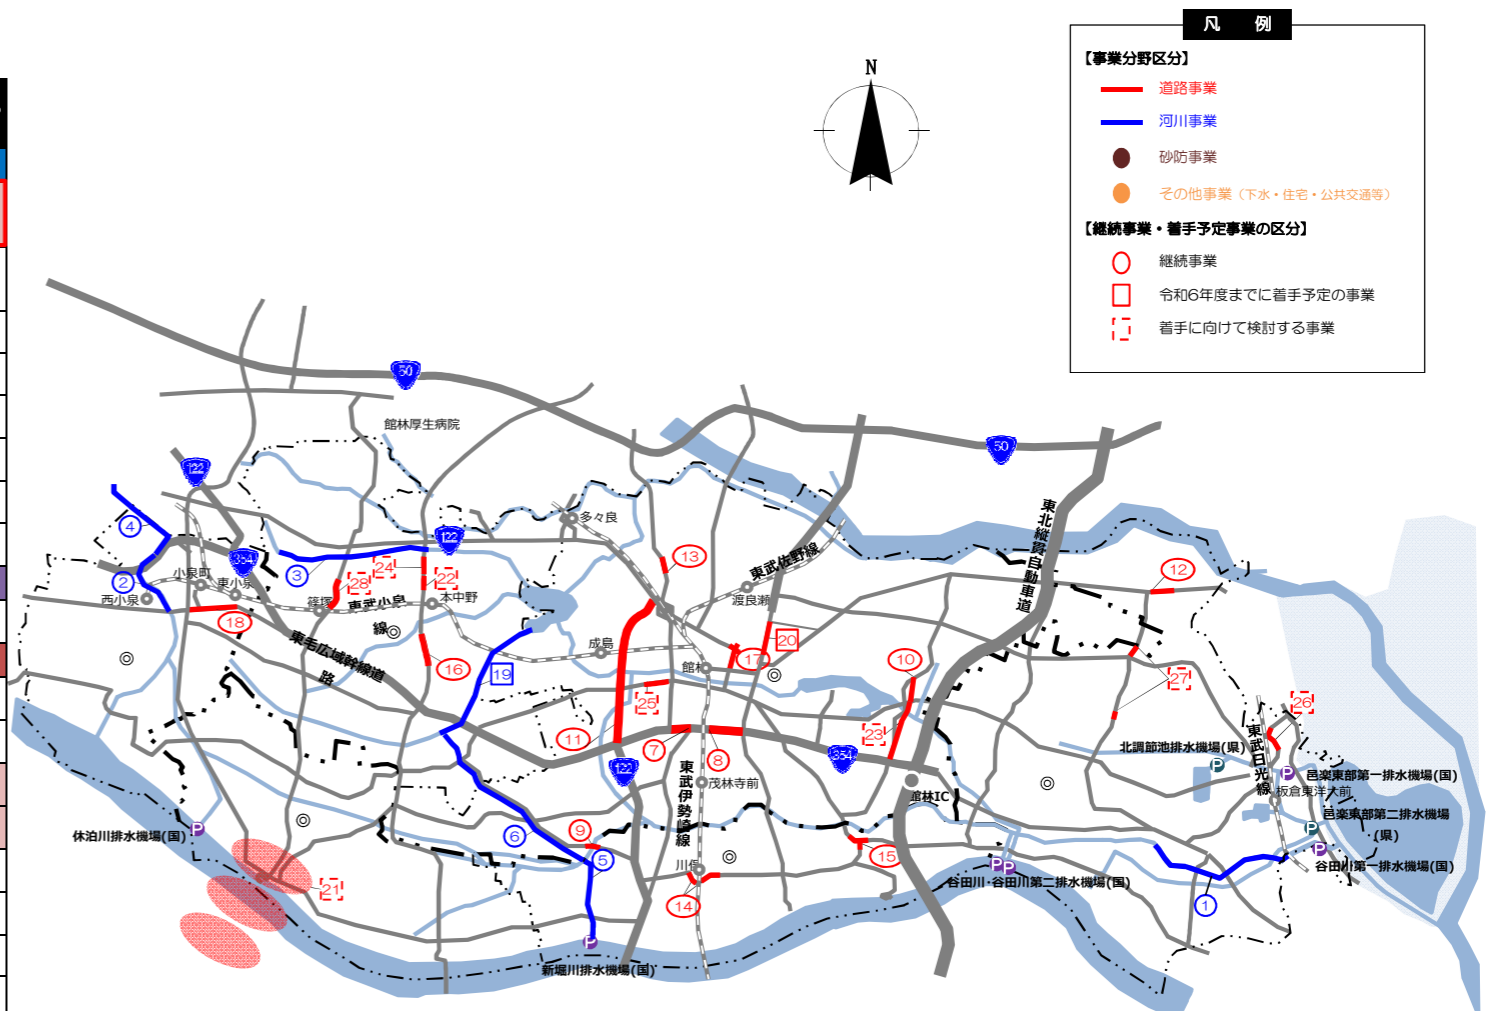 凡 例
【事業分野区分】
道路事業
河川事業
砂防事業
その他事業（下水・住宅・公共交通等）
【継続事業・着手予定事業の区分】
継続事業
令和6年度までに着手予定の事業
着手に向けて検討する事業
N
50
館林厚生病院
50
122
東北縦貫自動車道
4
多々良
122
354
13
東武佐野線
3
24
22
28
小泉町
東小泉
2
西小泉
12
渡良瀬
篠塚
東武小泉線
本中野
18
20
東毛広域幹線道路
成島
17
館林
16
19
10
27
25
26
11
7
8
23
354
東武日光線
北調節池排水機場(県)
122
邑楽東部第一排水機場(国)
東武伊勢崎線
茂林寺前
館林IC
板倉東洋大前
邑楽東部第二排水機場(県)
P
P
P
P
休泊川排水機場(国)
6
9
5
15
谷田川第一排水機場(国)
川俣
P
P
谷田川・谷田川第二排水機場(国)
21
14
1
P
新堀川排水機場(国)